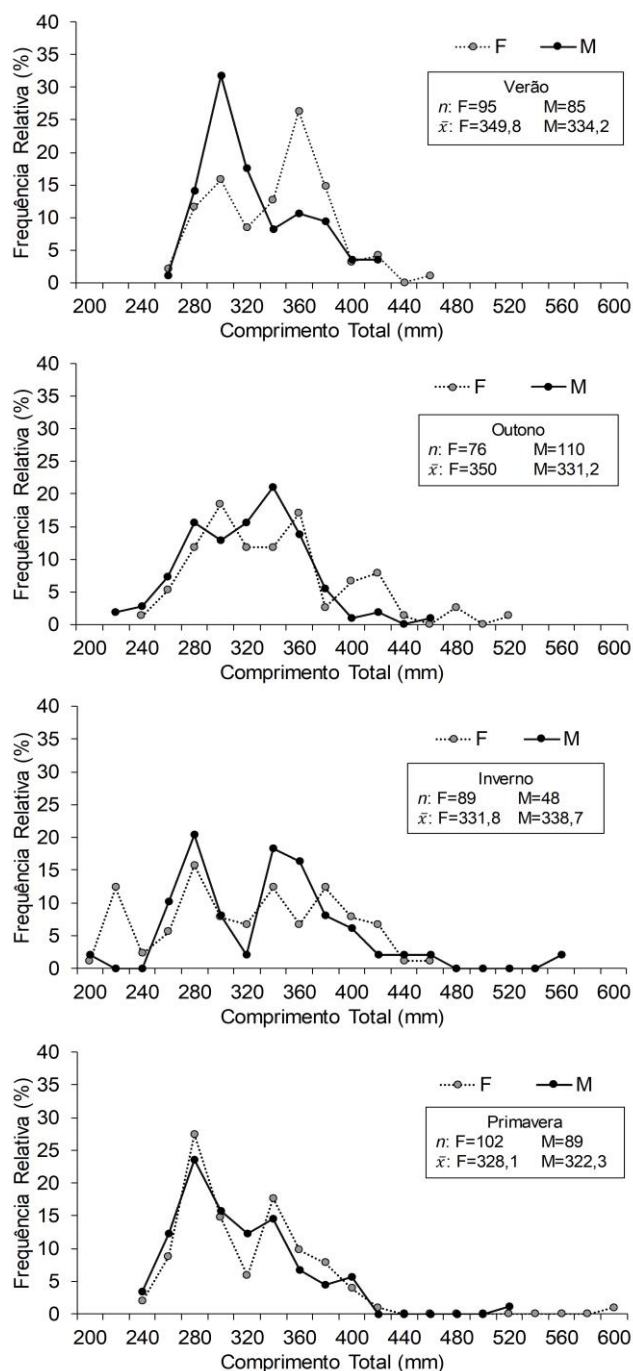 40
35
30
25
20
15
10
5
0
Frequência Relativa (%)
F M
Verão
n: F=95 M=85
x̄: F=349,8 M=334,2
200 240 280 320 360 400 440 480 520 560 600
Comprimento Total (mm)
40
35
30
25
20
15
10
5
0
Frequência Relativa (%)
F M
Outono
n: F=76 M=110
x̄: F=350 M=331,2
200 240 280 320 360 400 440 480 520 560 600
Comprimento Total (mm)
40
35
30
25
20
15
10
5
0
Frequência Relativa (%)
F M
Inverno
n: F=89 M=48
x̄: F=331,8 M=338,7
200 240 280 320 360 400 440 480 520 560 600
Comprimento Total (mm)
40
35
30
25
20
15
10
5
0
Frequência Relativa (%)
F M
Primavera
n: F=102 M=89
x̄: F=328,1 M=322,3
200 240 280 320 360 400 440 480 520 560 600
Comprimento Total (mm)